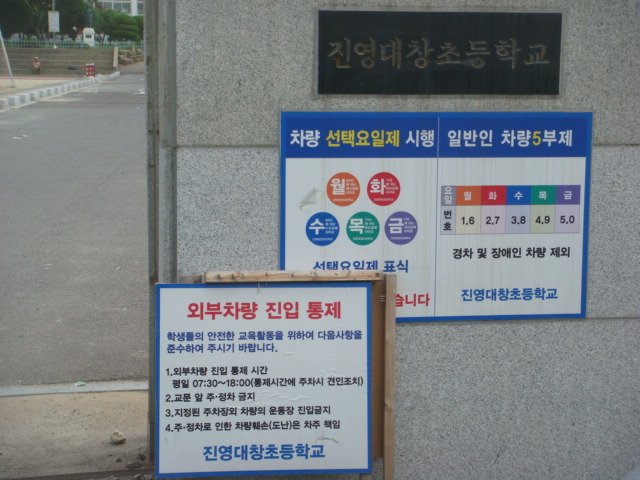 진영대창초등학교
차량 선택요일제 시행
일반인 차량5부제
월 화
수 목 금
선택요일제 표식
습니다
요일 월 화 수 목 금
번호 1,6 2,7 3,8 4,9 5,0
경차 및 장애인 차량 제외
진영대창초등학교
외부차량 진입 통제
학생들의 안전한 교육활동을 위하여 다음사항을
준수하여 주시기 바랍니다.
1.외부차량 진입 통제 시간
평일 07:30~18:00(통제시간에 주차시 견인조치)
2.교문 앞 주·정차 금지
3.지정된 주차장외 차량의 운동장 진입금지
4.주·정차로 인한 차량훼손(도난)은 차주 책임
진영대창초등학교